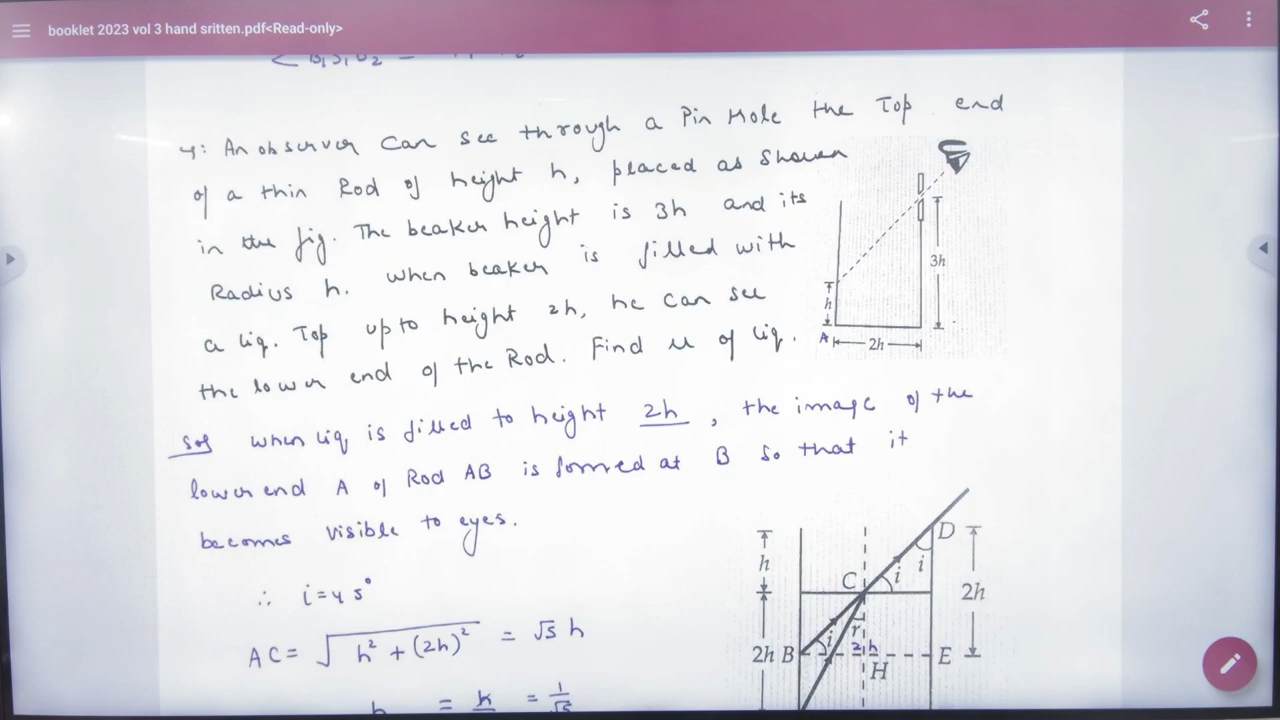 booklet 2023 vol 3 hand sritten.pdf<Read-only>
4: An observer Can see through a Pin Hole the Top end
of a thin Rod of height h, placed as shown
in the fig. The beaker height is 3h and its
Radius h. when beaker is filled with
a liq. Top up to height 2h, he can see
the lower end of the Rod. Find μ of liq.
3h
h
A
2h
Sol when liq is filled to height 2h, the image of the
lower end A of Rod AB is formed at B so that it
becomes visible to eyes.
∴ i=45°
AC = √h²+(2h)² = √5 h
h = h = 1/√5
D
h
i
C
i
2h
r
i
2h
2h B
E
H